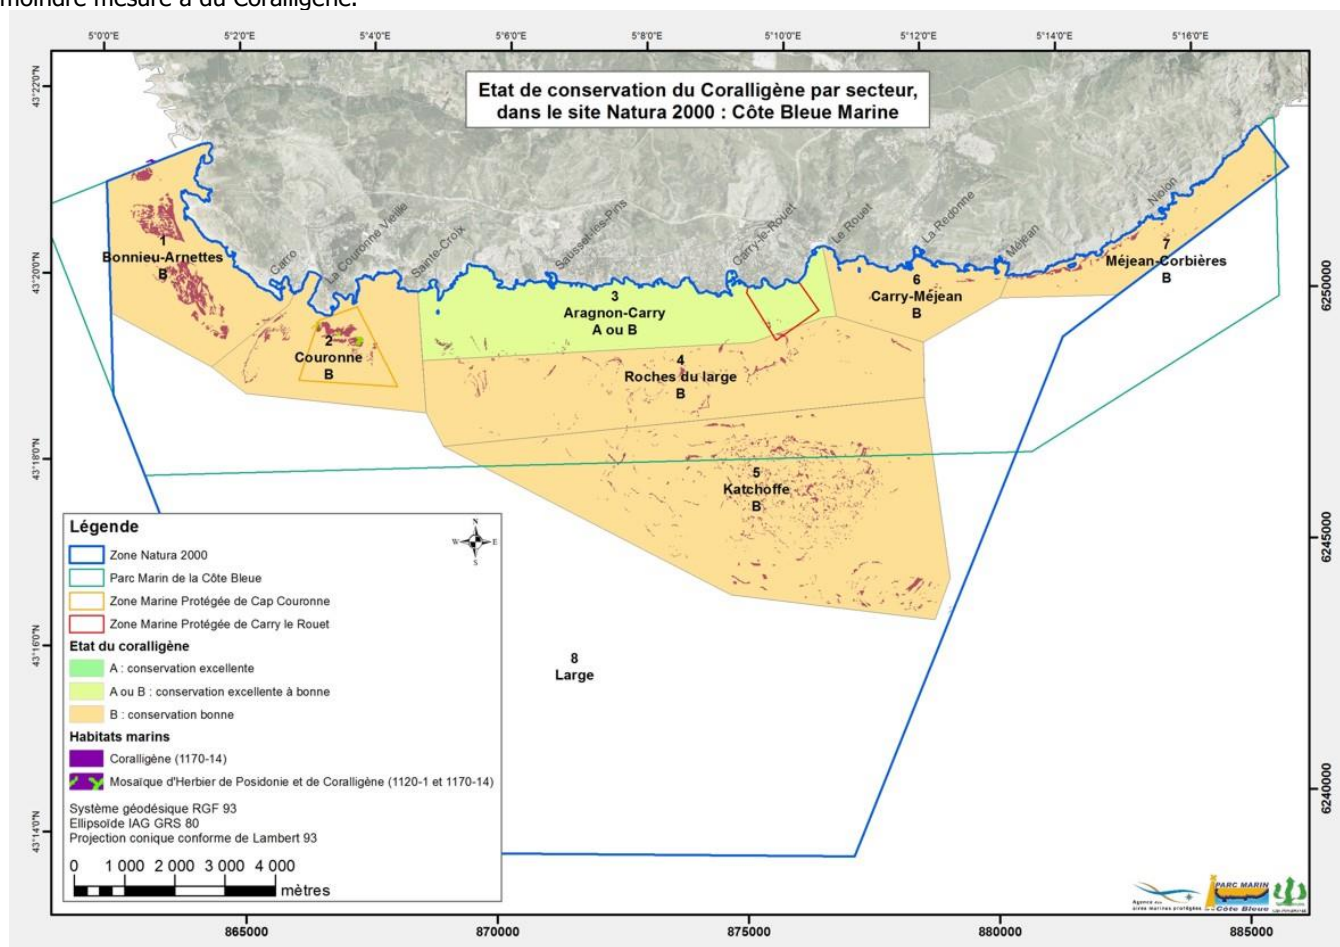 moindre mesure à du Coralligène.
5°0'0"E 5°2'0"E 5°4'0"E 5°6'0"E 5°8'0"E 5°10'0"E 5°12'0"E 5°14'0"E 5°16'0"E
43°22'0"N
43°20'0"N
43°18'0"N
43°16'0"N
43°14'0"N
Etat de conservation du Coralligène par secteur,
dans le site Natura 2000 : Côte Bleue Marine
Carro
La Couronne Vieille
Sainte-Croix
Sausset-les-Pins
Carry-le-Rouet
Le Rouet
La Redonne
Méjean
Niolon
1
Bonnieu-Arnettes
B
2
Couronne
B
3
Aragnon-Carry
A ou B
4
Roches du large
B
5
Katchoffe
B
6
Carry-Méjean
B
7
Méjean-Corbières
B
8
Large
6250000
6245000
6240000
Légende
N
W E
S
Zone Natura 2000
Parc Marin de la Côte Bleue
Zone Marine Protégée de Cap Couronne
Zone Marine Protégée de Carry le Rouet
Etat du coralligène
A : conservation excellente
A ou B : conservation excellente à bonne
B : conservation bonne
Habitats marins
Coralligène (1170-14)
Mosaïque d'Herbier de Posidonie et de Coralligène (1120-1 et 1170-14)
Système géodésique RGF 93
Ellipsoïde IAG GRS 80
Projection conique conforme de Lambert 93
0 1 000 2 000 3 000 4 000
mètres
Agence des
aires marines protégées
PARC MARIN
Côte Bleue
865000 870000 875000 880000 885000